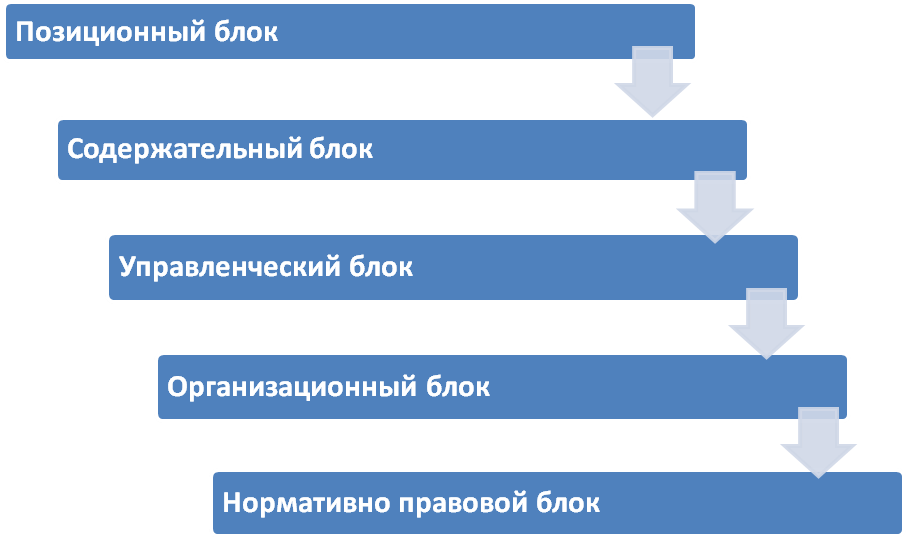 Позиционный блок
Содержательный блок
Управленческий блок
Организационный блок
Нормативно правовой блок